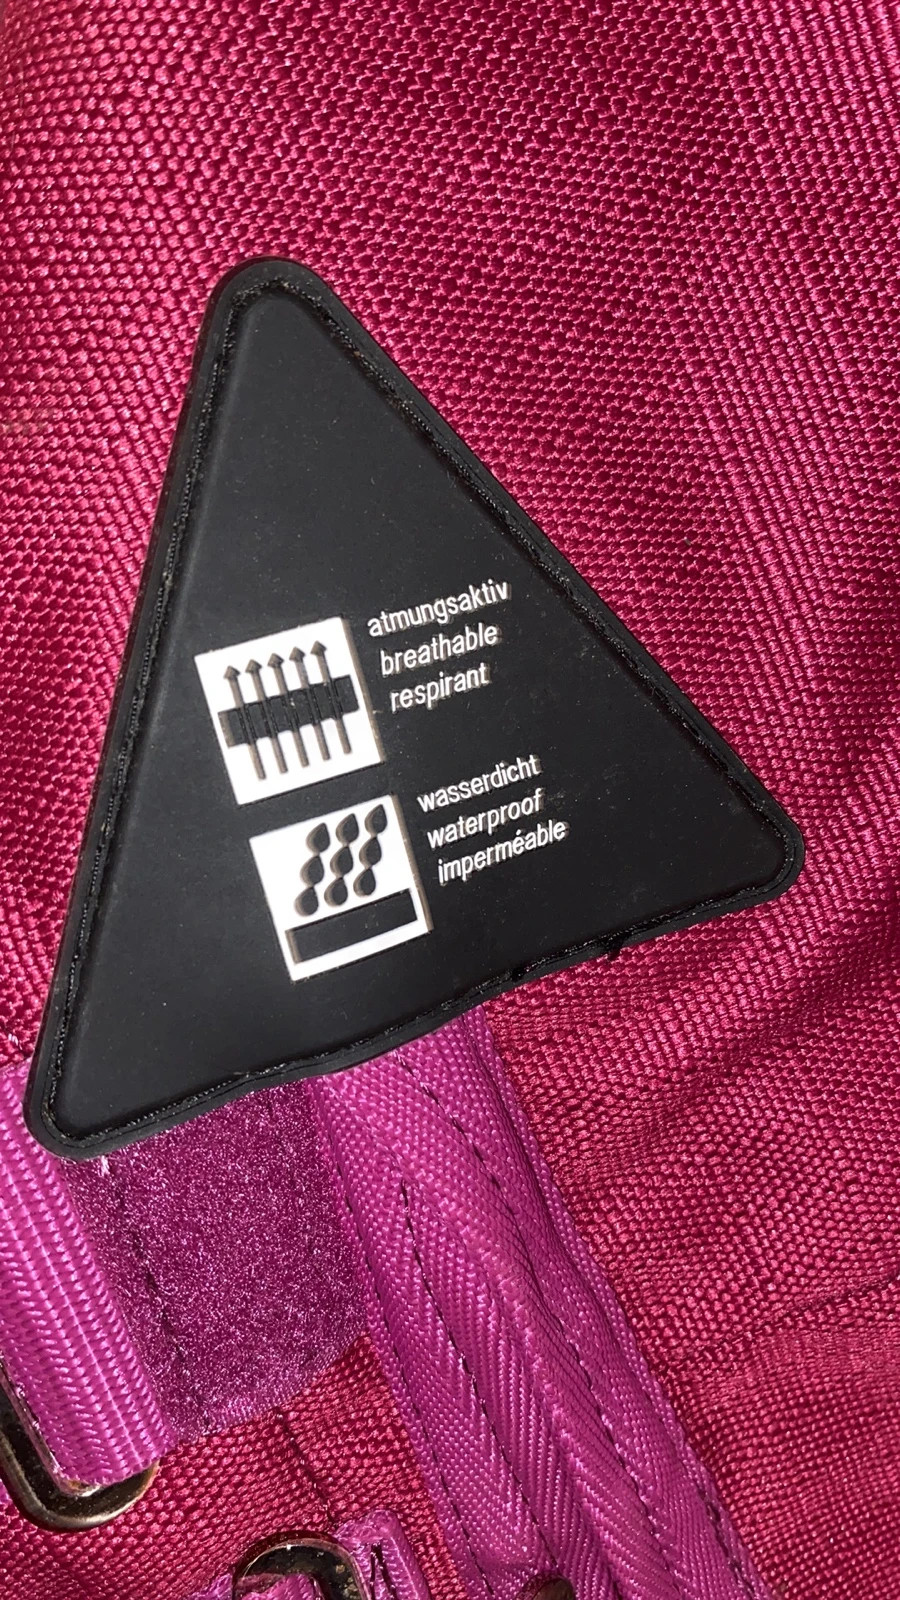 atmungsaktiv
breathable
respirant
wasserdicht
waterproof
imperméable